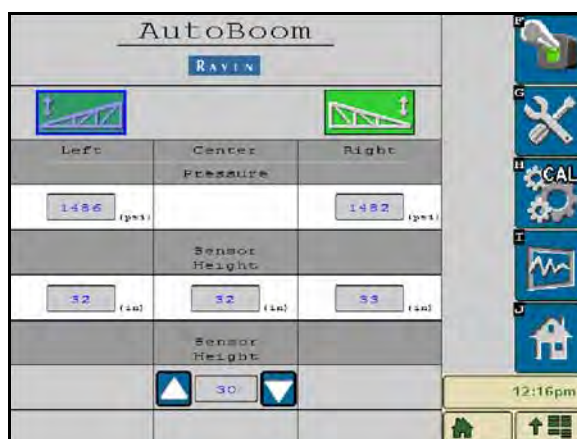 AutoBoom
RAVEN
F
G
Left Center Right
Pressure
H
CAL
1486 (psi) 1482 (psi)
Sensor
Height
I
32 (in) 32 (in) 33 (in)
J
Sensor
Height
30
12:16pm